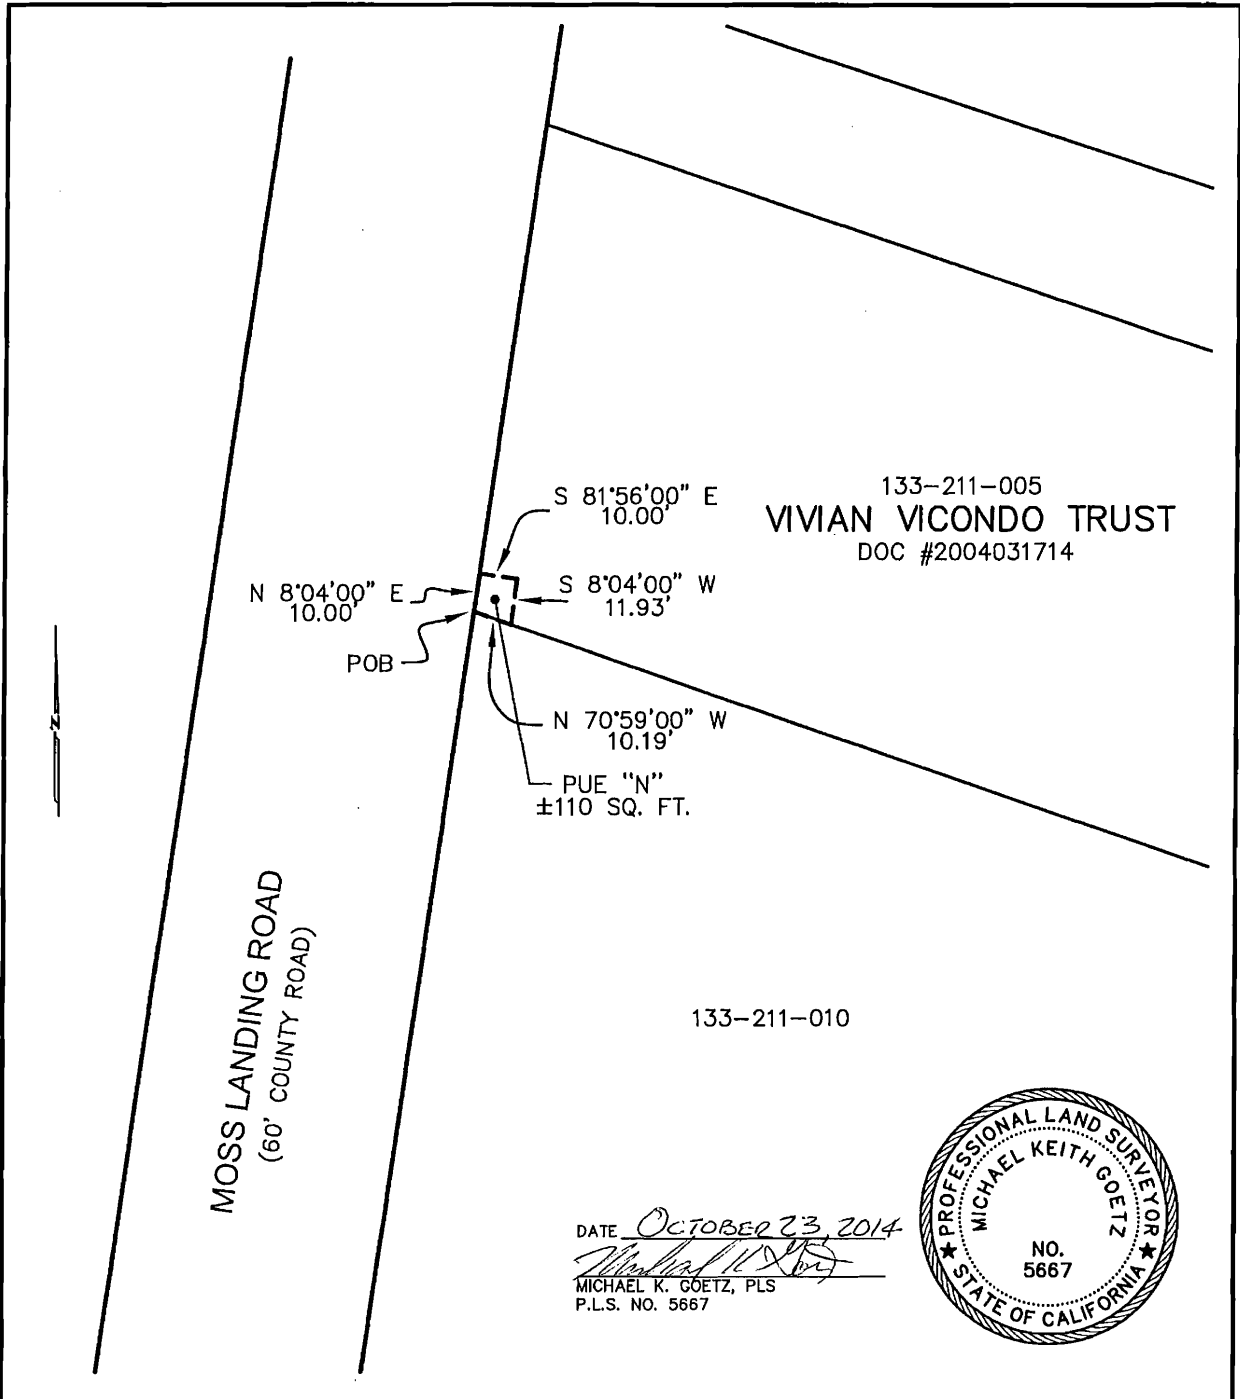 S 81°56'00" E
10.00'
133-211-005
VIVIAN VICONDO TRUST
DOC #2004031714
N 8°04'00" E
10.00'
S 8°04'00" W
11.93'
POB
N
N 70°59'00" W
10.19'
PUE "N"
±110 SQ. FT.
MOSS LANDING ROAD
(60' COUNTY ROAD)
133-211-010
DATE OCTOBER 23, 2014
MICHAEL K. GOETZ, PLS
P.L.S. NO. 5667
PROFESSIONAL LAND SURVEYOR
MICHAEL KEITH GOETZ
NO.
5667
STATE OF CALIFORNIA